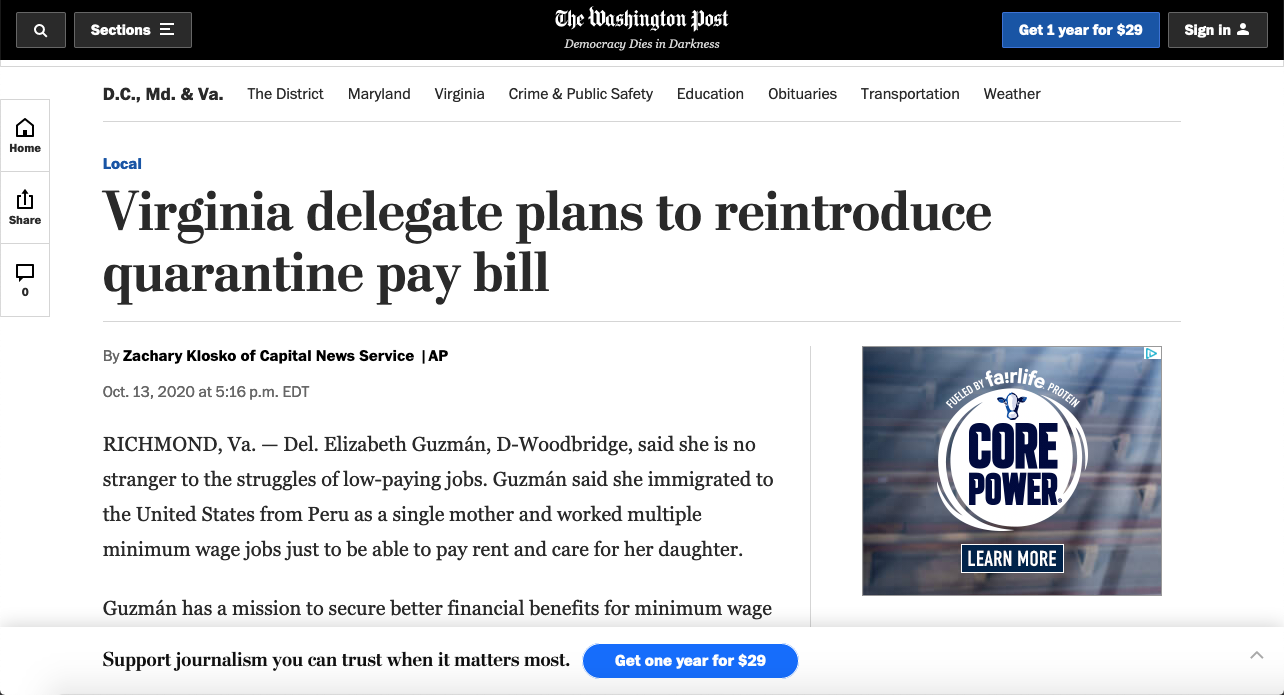 Sections
The Washington Post
Democracy Dies in Darkness
Get 1 year for $29
Sign in
D.C., Md. & Va. The District Maryland Virginia Crime & Public Safety Education Obituaries Transportation Weather
Home
Share
0
Local
Virginia delegate plans to reintroduce
quarantine pay bill
By Zachary Klosko of Capital News Service | AP
Oct. 13, 2020 at 5:16 p.m. EDT
RICHMOND, Va. — Del. Elizabeth Guzmán, D-Woodbridge, said she is no
stranger to the struggles of low-paying jobs. Guzmán said she immigrated to
the United States from Peru as a single mother and worked multiple
minimum wage jobs just to be able to pay rent and care for her daughter.
Guzmán has a mission to secure better financial benefits for minimum wage
FUELED BY fa!rlife PROTEIN
CORE
POWER®
LEARN MORE
Support journalism you can trust when it matters most.
Get one year for $29